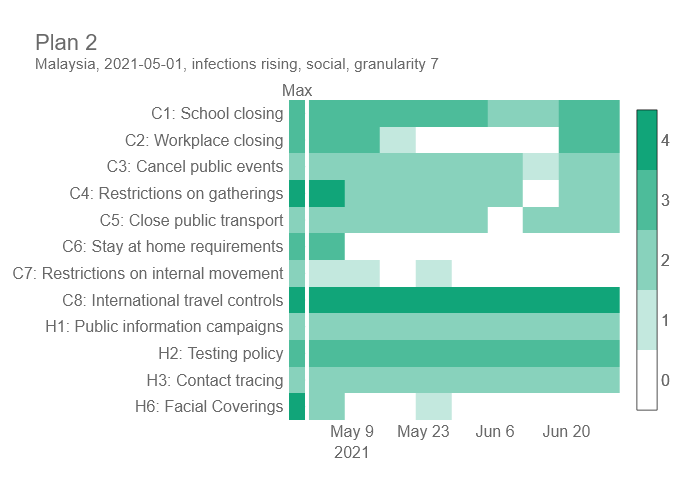 Plan 2
Malaysia, 2021-05-01, infections rising, social, granularity 7
Max
C1: School closing
C2: Workplace closing
C3: Cancel public events
C4: Restrictions on gatherings
C5: Close public transport
C6: Stay at home requirements
C7: Restrictions on internal movement
C8: International travel controls
H1: Public information campaigns
H2: Testing policy
H3: Contact tracing
H6: Facial Coverings
May 9 May 23 Jun 6 Jun 20
2021
4
3
2
1
0